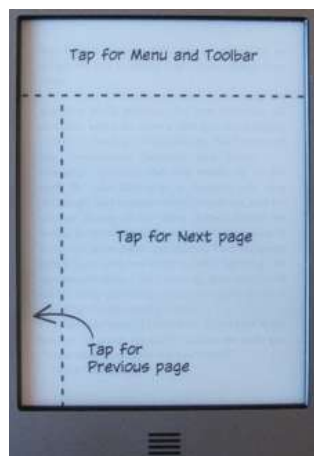 Tap for Menu and Toolbar
Tap for Next page
Tap for
Previous page